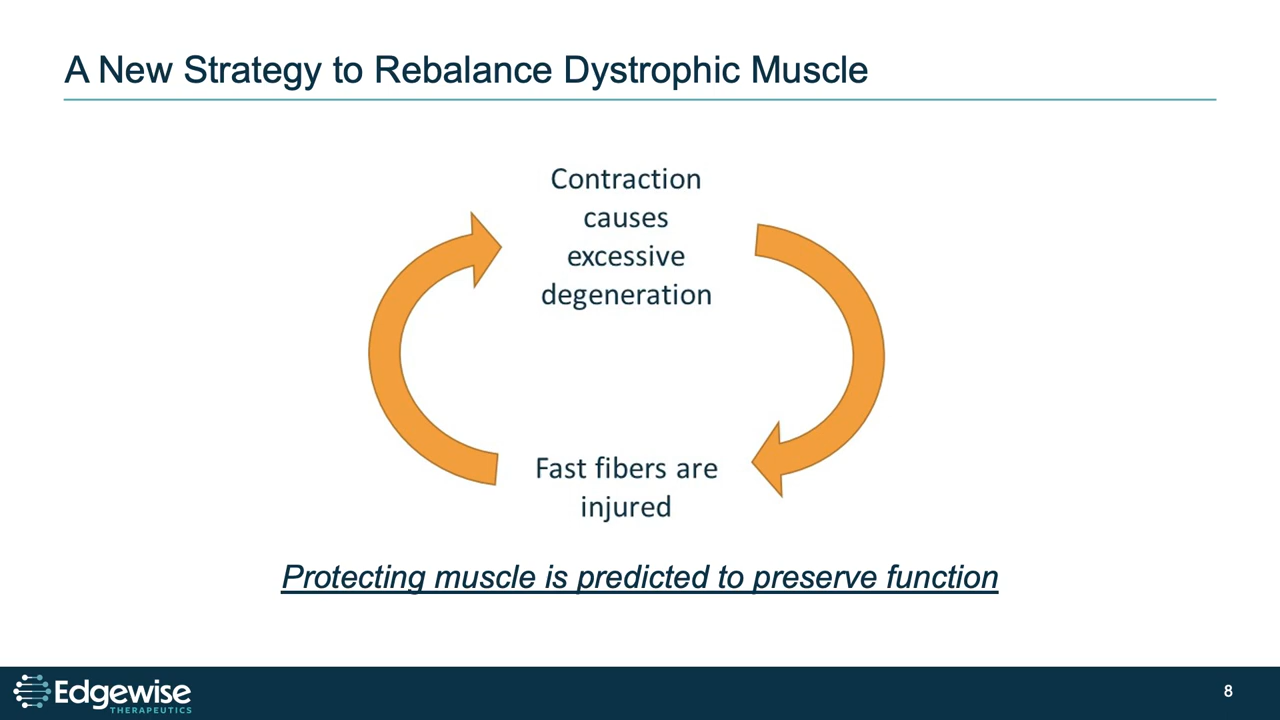 A New Strategy to Rebalance Dystrophic Muscle
Contraction
causes
excessive
degeneration
Fast fibers are
injured
Protecting muscle is predicted to preserve function
Edgewise
THERAPEUTICS
8